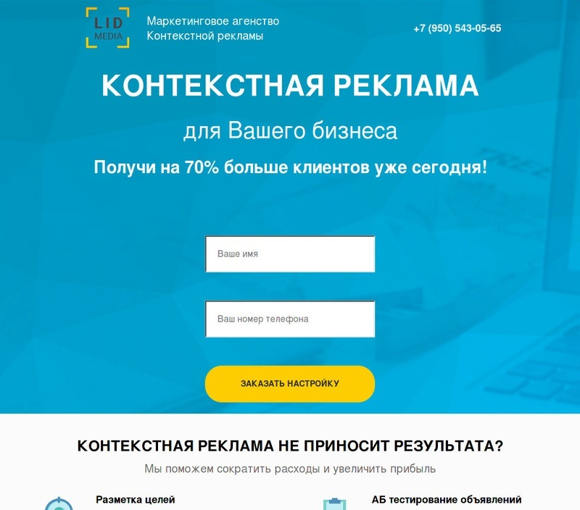 LID
MEDIA
Маркетинговое агенство
Контекстной рекламы
+7 (950) 543-05-65
КОНТЕКСТНАЯ РЕКЛАМА
для Вашего бизнеса
Получи на 70% больше клиентов уже сегодня!
FREE
Ваше имя
Ваш номер телефона
ЗАКАЗАТЬ НАСТРОЙКУ
КОНТЕКСТНАЯ РЕКЛАМА НЕ ПРИНОСИТ РЕЗУЛЬТАТА?
Мы поможем сократить расходы и увеличить прибыль
Разметка целей
АБ тестирование объявлений